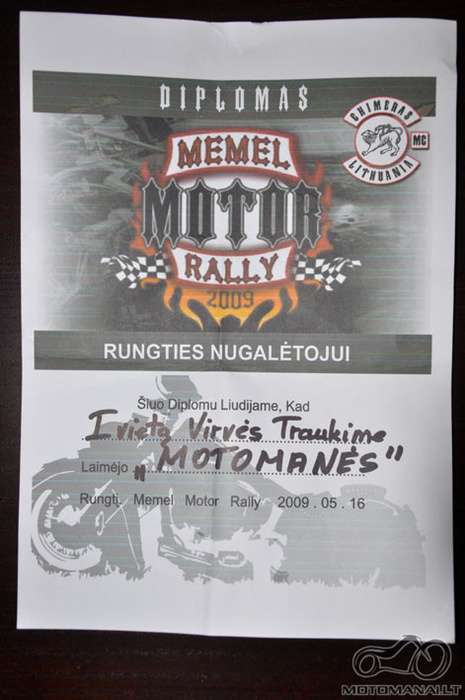 DIPLOMAS
CHIMERAS
MC
LITHUANIA
MEMEL
MOTOR
RALLY
2009
RUNGTIES NUGALĖTOJUI
Šiuo Diplomu Liudijame, Kad
I vietą Virvės Traukime
Laimėjo „MOTOMANĖS"
Rungtį, Memel Motor Rally 2009.05.16
MOTOMANAI.LT